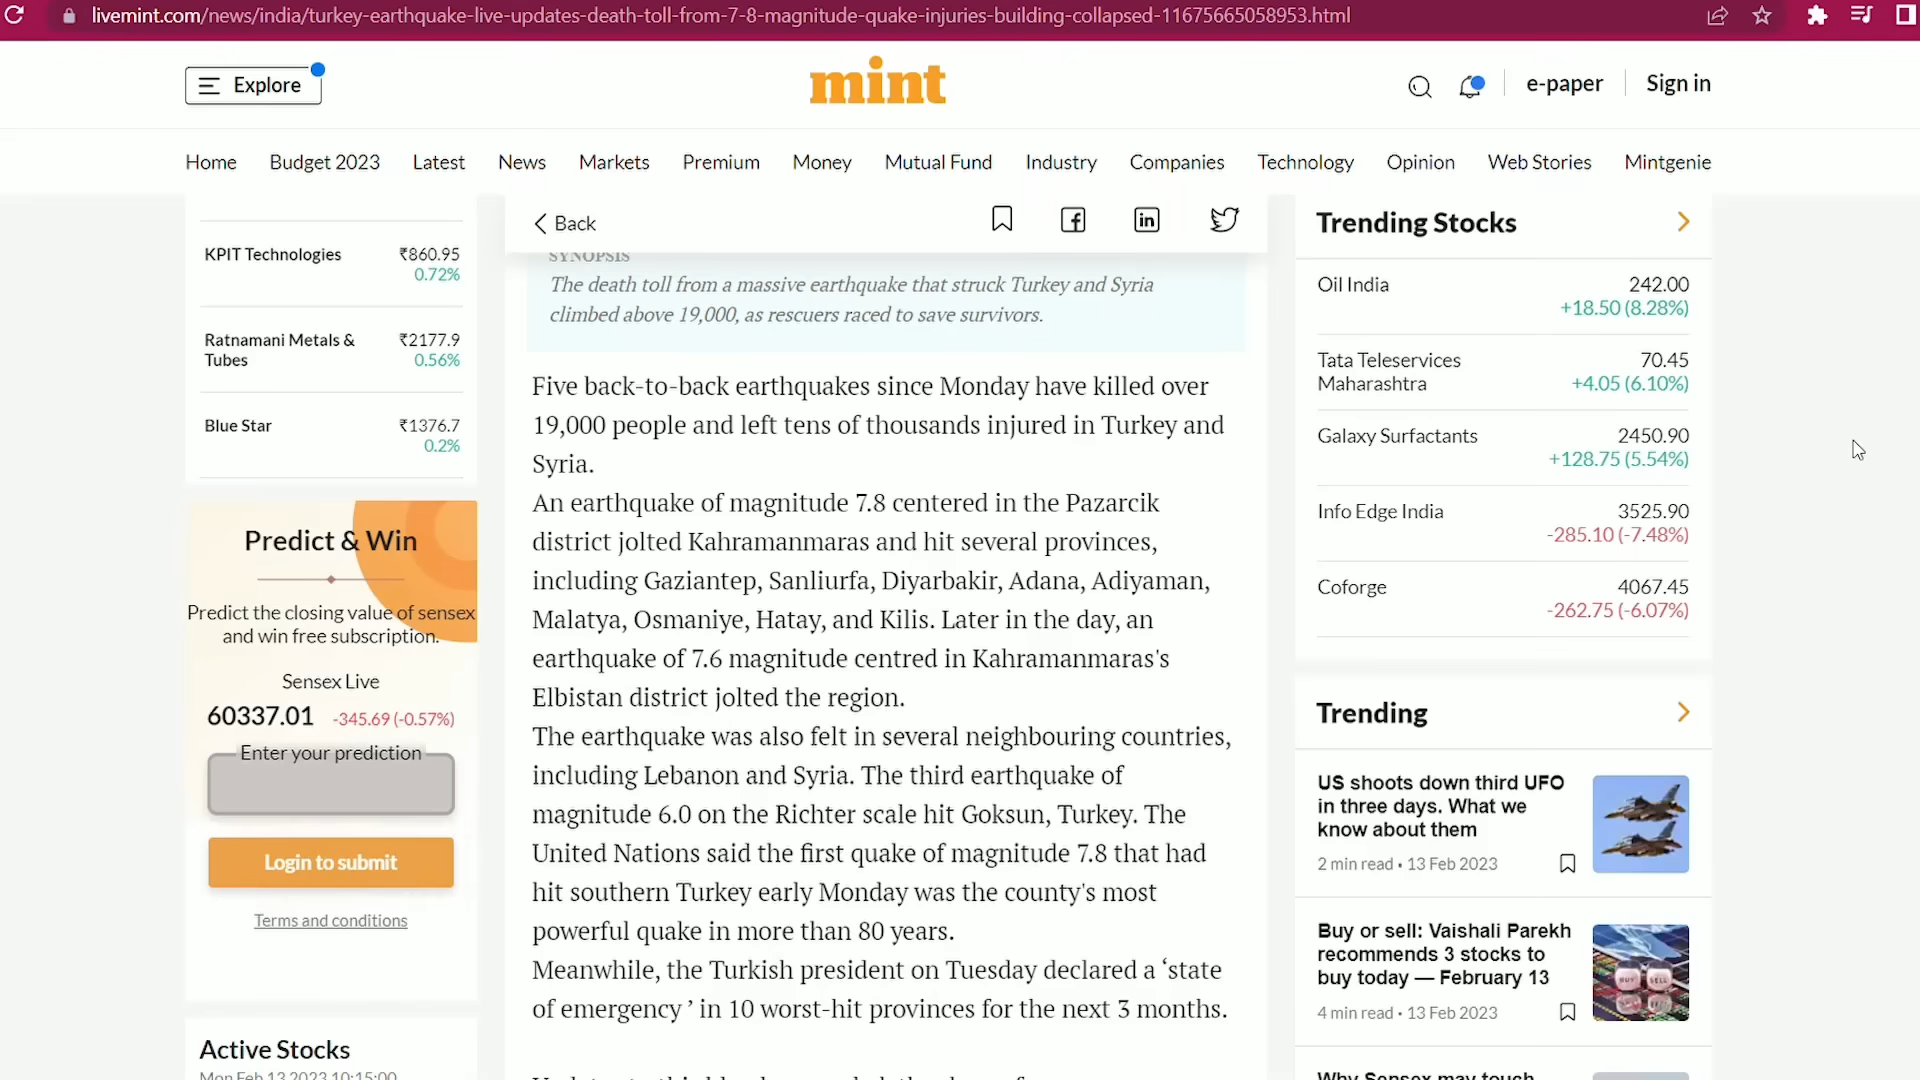 livemint.com/news/india/turkey-earthquake-live-updates-death-toll-from-7-8-magnitude-quake-injuries-building-collapsed-11675665058953.html
Explore
mint
e-paper
Sign in
Home
Budget 2023
Latest
News
Markets
Premium
Money
Mutual Fund
Industry
Companies
Technology
Opinion
Web Stories
Mintgenie
KPIT Technologies
₹860.95
0.72%
Ratnamani Metals &
Tubes
₹2177.9
0.56%
Blue Star
₹1376.7
0.2%
Predict & Win
Predict the closing value of sensex
and win free subscription.
Sensex Live
60337.01 -345.69 (-0.57%)
Enter your prediction
Login to submit
Terms and conditions
Active Stocks
Mon Feb 13 2023 10:15:00
Back
SYNOPSIS
The death toll from a massive earthquake that struck Turkey and Syria
climbed above 19,000, as rescuers raced to save survivors.
Five back-to-back earthquakes since Monday have killed over
19,000 people and left tens of thousands injured in Turkey and
Syria.
An earthquake of magnitude 7.8 centered in the Pazarcik
district jolted Kahramanmaras and hit several provinces,
including Gaziantep, Sanliurfa, Diyarbakir, Adana, Adiyaman,
Malatya, Osmaniye, Hatay, and Kilis. Later in the day, an
earthquake of 7.6 magnitude centred in Kahramanmaras's
Elbistan district jolted the region.
The earthquake was also felt in several neighbouring countries,
including Lebanon and Syria. The third earthquake of
magnitude 6.0 on the Richter scale hit Goksun, Turkey. The
United Nations said the first quake of magnitude 7.8 that had
hit southern Turkey early Monday was the county's most
powerful quake in more than 80 years.
Meanwhile, the Turkish president on Tuesday declared a ‘state
of emergency ’ in 10 worst-hit provinces for the next 3 months.
Trending Stocks
Oil India
242.00
+18.50 (8.28%)
Tata Teleservices
Maharashtra
70.45
+4.05 (6.10%)
Galaxy Surfactants
2450.90
+128.75 (5.54%)
Info Edge India
3525.90
-285.10 (-7.48%)
Coforge
4067.45
-262.75 (-6.07%)
Trending
US shoots down third UFO
in three days. What we
know about them
2 min read • 13 Feb 2023
Buy or sell: Vaishali Parekh
recommends 3 stocks to
buy today — February 13
4 min read • 13 Feb 2023
BUY SELL
Why Sensex may touch